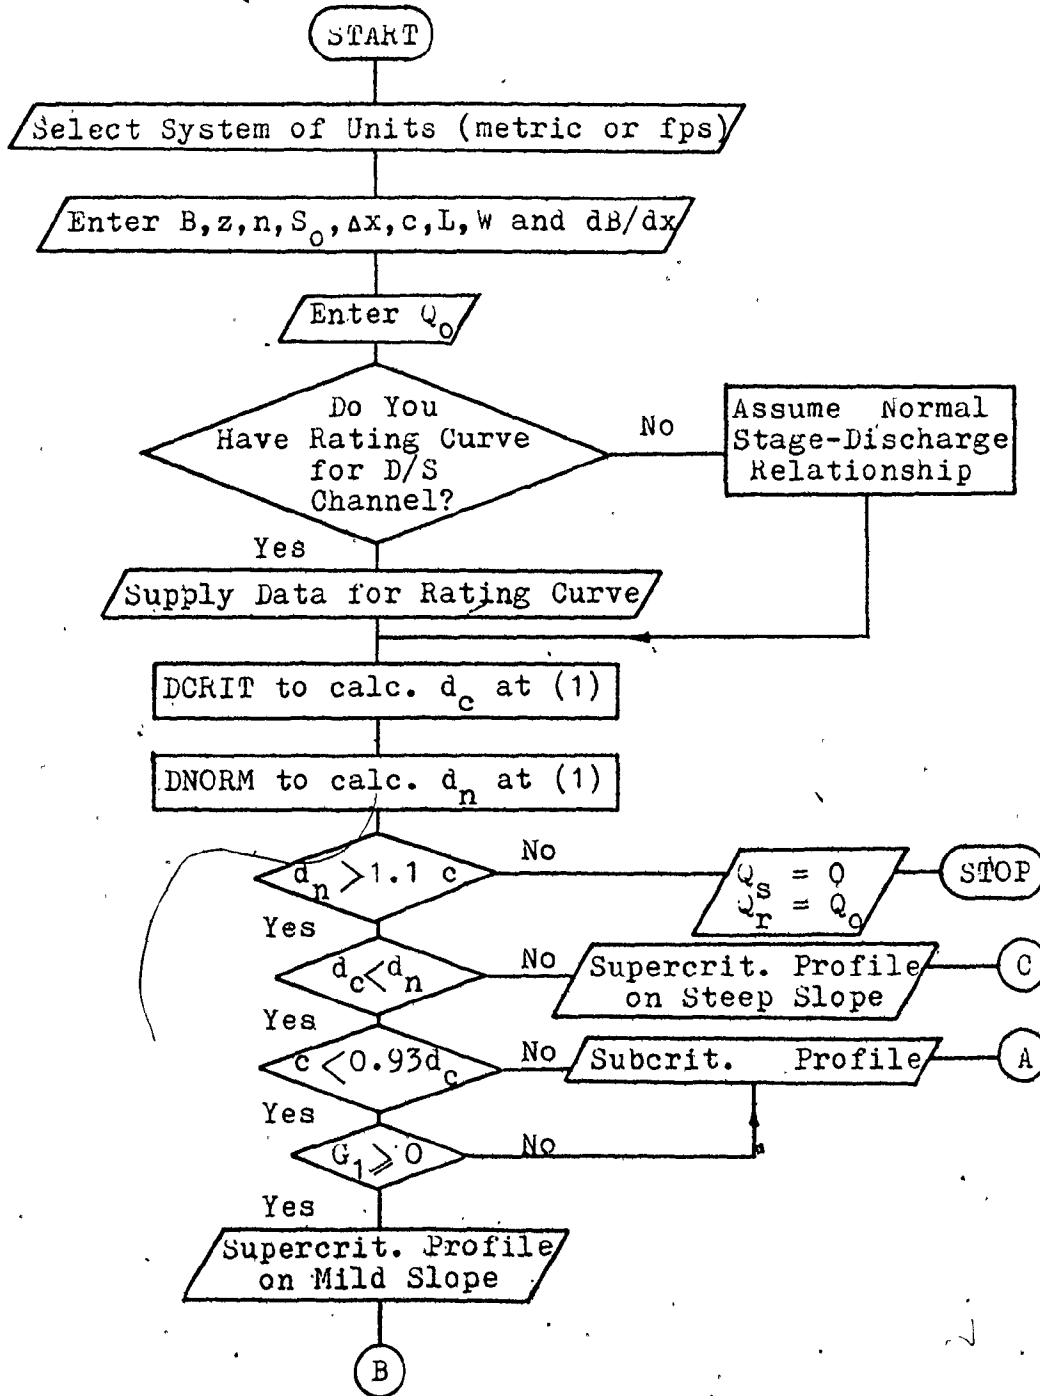 START
Select System of Units (metric or fps)
Enter B,z,n,S₀,Δx,c,L,W and dB/dx
Enter Q₀
Do You
Have Rating Curve
for D/S
Channel?
No
Assume Normal
Stage-Discharge
Relationship
Yes
Supply Data for Rating Curve
DCRIT to calc. d_c at (1)
DNORM to calc. d_n at (1)
d_n > 1.1 c
No
Q_s = 0
Q_r = Q_o
STOP
Yes
d_c < d_n
No
Supercrit. Profile
on Steep Slope
C
Yes
c < 0.93d_c
No
Subcrit. Profile
A
Yes
G₁ ⩾ 0
No
Yes
Supercrit. Profile
on Mild Slope
B